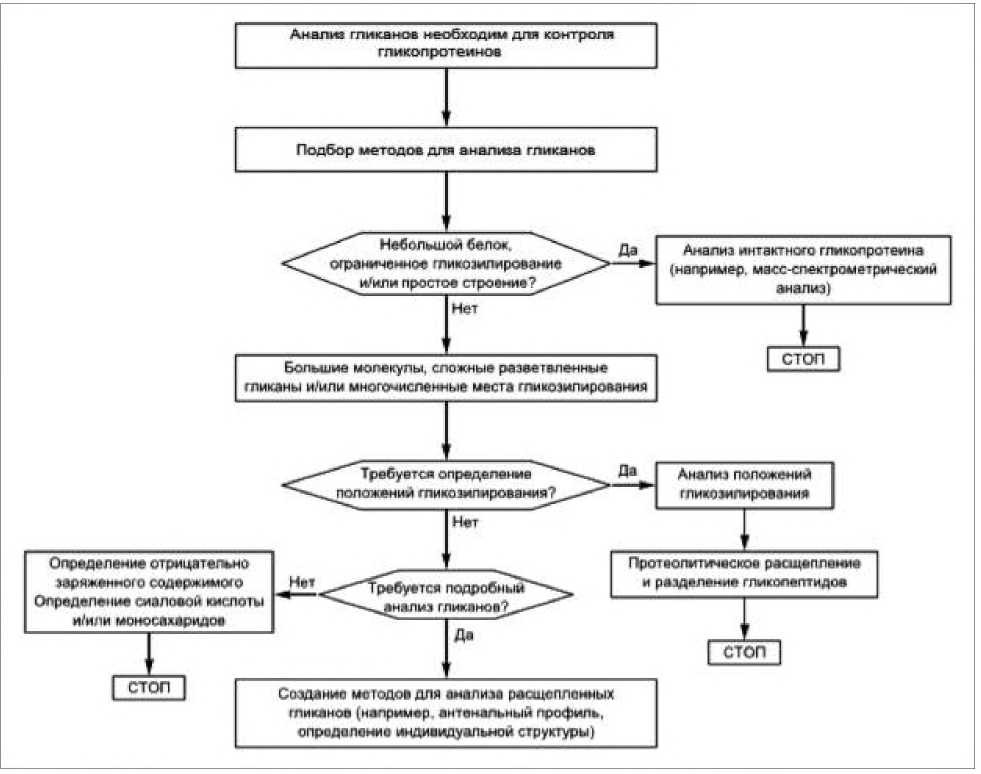 Анализ гликанов необходим для контроля
гликопротеинов
Подбор методов для анализа гликанов
Небольшой белок,
ограниченное гликозилирование
и/или простое строение?
Да
Анализ интактного гликопротеина
(например, масс-спектрометрический
анализ)
СТОП
Нет
Большие молекулы, сложные разветвленные
гликаны и/или многочисленные места гликозилирования
Требуется определение
положений гликозилирования?
Да
Анализ положений
гликозилирования
Протеолитическое расщепление
и разделение гликопептидов
СТОП
Нет
Требуется подробный
анализ гликанов?
Нет
Определение отрицательно
заряженного содержимого
Определение сиаловой кислоты
и/или моносахаридов
СТОП
Да
Создание методов для анализа расщепленных
гликанов (например, антенальный профиль,
определение индивидуальной структуры)